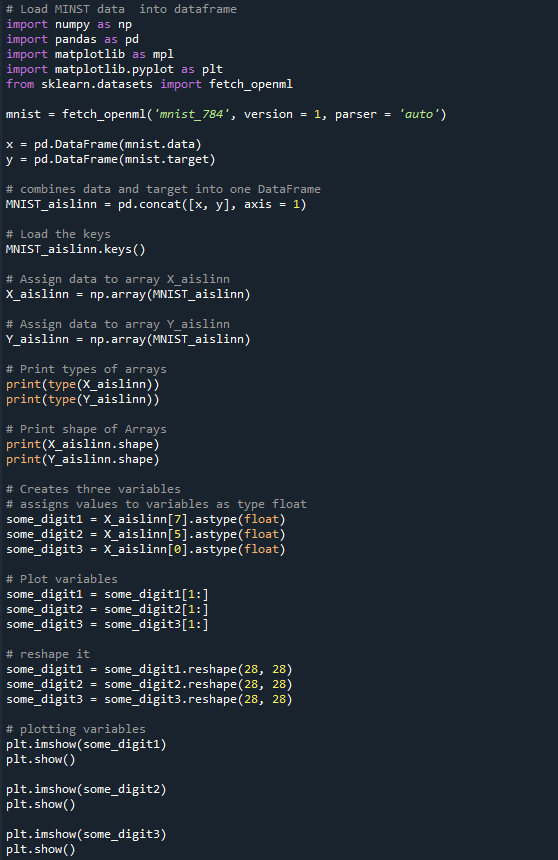 # Load MINST data  into dataframe
import numpy as np
import pandas as pd
import matplotlib as mpl
import matplotlib.pyplot as plt
from sklearn.datasets import fetch_openml
mnist = fetch_openml('mnist_784', version = 1, parser = 'auto')
x = pd.DataFrame(mnist.data)
y = pd.DataFrame(mnist.target)
# combines data and target into one DataFrame
MNIST_aislinn = pd.concat([x, y], axis = 1)
# Load the keys
MNIST_aislinn.keys()
# Assign data to array X_aislinn
X_aislinn = np.array(MNIST_aislinn)
# Assign data to array Y_aislinn
Y_aislinn = np.array(MNIST_aislinn)
# Print types of arrays
print(type(X_aislinn))
print(type(Y_aislinn))
# Print shape of Arrays
print(X_aislinn.shape)
print(Y_aislinn.shape)
# Creates three variables
# assigns values to variables as type float
some_digit1 = X_aislinn[7].astype(float)
some_digit2 = X_aislinn[5].astype(float)
some_digit3 = X_aislinn[0].astype(float)
# Plot variables
some_digit1 = some_digit1[1:]
some_digit2 = some_digit2[1:]
some_digit3 = some_digit3[1:]
# reshape it
some_digit1 = some_digit1.reshape(28, 28)
some_digit2 = some_digit2.reshape(28, 28)
some_digit3 = some_digit3.reshape(28, 28)
# plotting variables
plt.imshow(some_digit1)
plt.show()
plt.imshow(some_digit2)
plt.show()
plt.imshow(some_digit3)
plt.show()